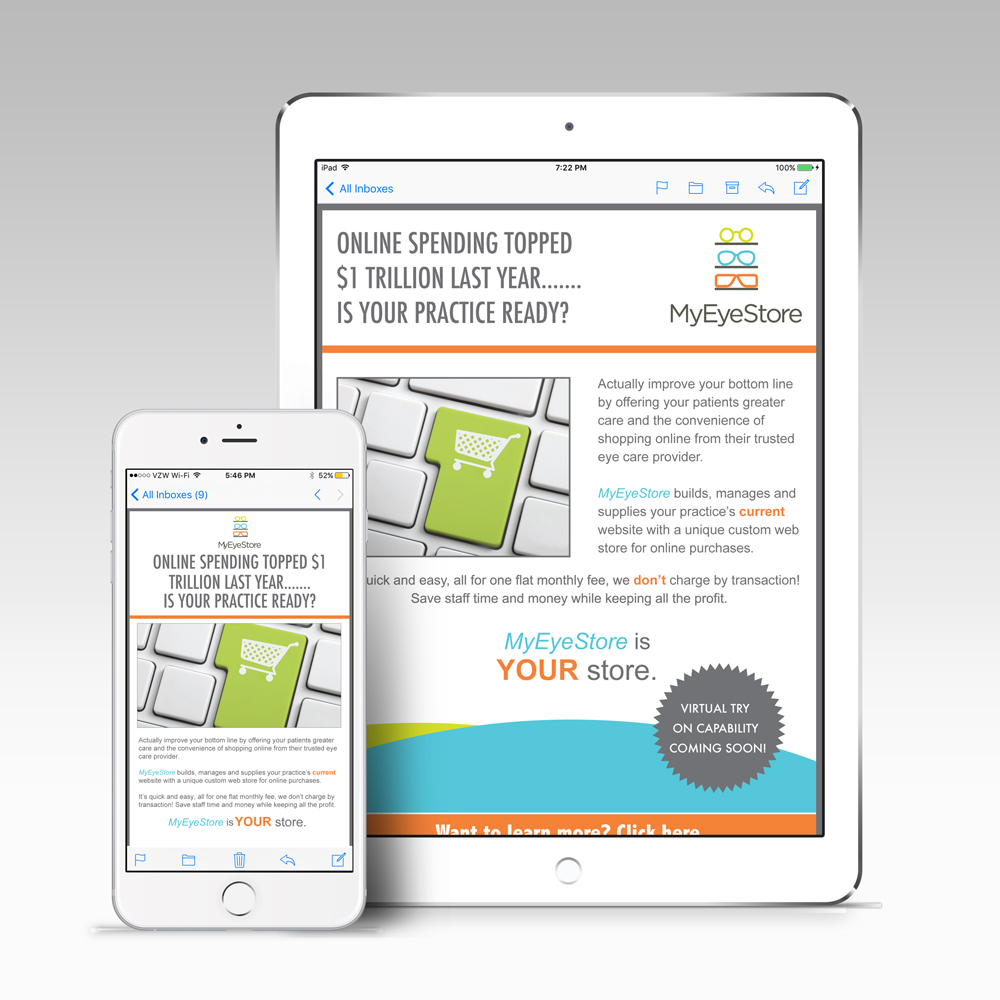 iPad 7:22 PM 100%
All Inboxes
ONLINE SPENDING TOPPED
$1 TRILLION LAST YEAR.......
IS YOUR PRACTICE READY?
MyEyeStore
Actually improve your bottom line
by offering your patients greater
care and the convenience of
shopping online from their trusted
eye care provider.
MyEyeStore builds, manages and
supplies your practice's current
website with a unique custom web
store for online purchases.
uick and easy, all for one flat monthly fee, we don't charge by transaction!
Save staff time and money while keeping all the profit.
MyEyeStore is
YOUR store.
VIRTUAL TRY
ON CAPABILITY
COMING SOON!
Want to learn more? Click here
VZW Wi-Fi 5:46 PM 52%
All Inboxes (9)
MyEyeStore
ONLINE SPENDING TOPPED $1
TRILLION LAST YEAR.......
IS YOUR PRACTICE READY?
Actually improve your bottom line by offering your patients greater
care and the convenience of shopping online from their trusted eye
care provider.
MyEyeStore builds, manages and supplies your practice's current
website with a unique custom web store for online purchases.
It's quick and easy, all for one flat monthly fee, we don't charge by
transaction! Save staff time and money while keeping all the profit.
MyEyeStore is YOUR store.